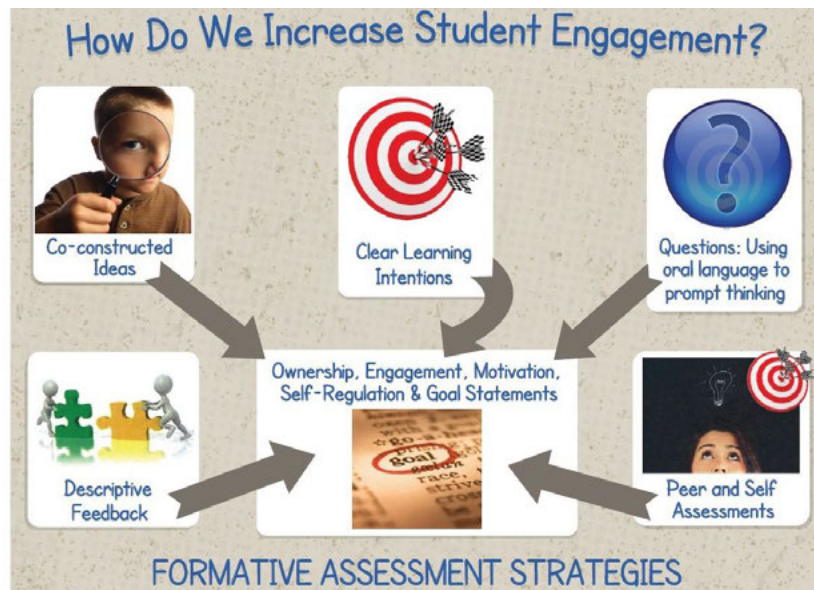 How Do We Increase Student Engagement?
Co-constructed
Ideas
Clear Learning
Intentions
Questions: Using
oral language to
prompt thinking
Ownership, Engagement, Motivation,
Self-Regulation & Goal Statements
goal
race,
Descriptive
Feedback
Peer and Self
Assessments
FORMATIVE ASSESSMENT STRATEGIES